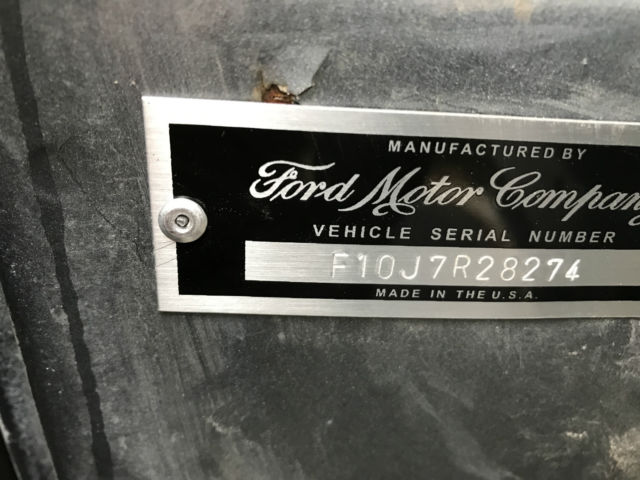 MANUFACTURED BY
Ford Motor Company
VEHICLE SERIAL NUMBER
F10J7R28274
MADE IN THE U.S.A.